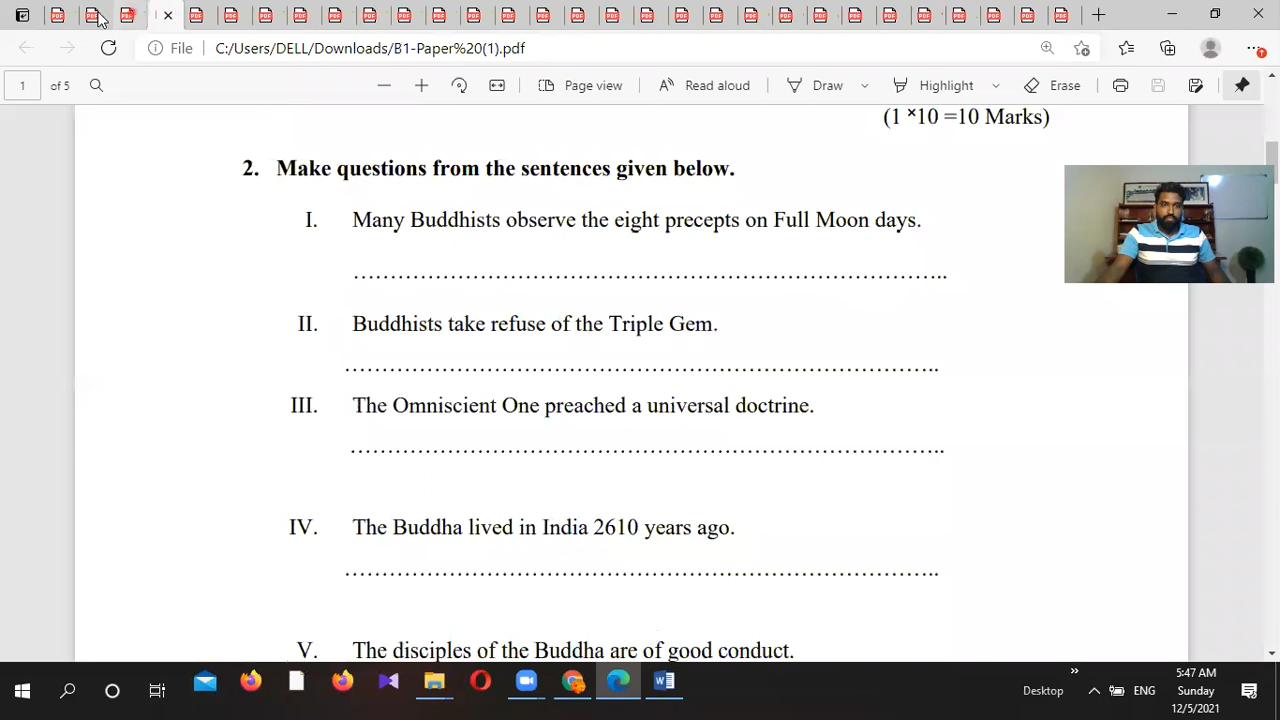 File
C:/Users/DELL/Downloads/B1-Paper%20(1).pdf
1 of 5
Page view
Read aloud
Draw
Highlight
Erase
(1 ×10 =10 Marks)
2. Make questions from the sentences given below.
I. Many Buddhists observe the eight precepts on Full Moon days.
…………………………………………………………………………..
II. Buddhists take refuse of the Triple Gem.
…………………………………………………………………………..
III. The Omniscient One preached a universal doctrine.
…………………………………………………………………………..
IV. The Buddha lived in India 2610 years ago.
…………………………………………………………………………..
V. The disciples of the Buddha are of good conduct.
Desktop
ENG
5:47 AM
Sunday
12/5/2021